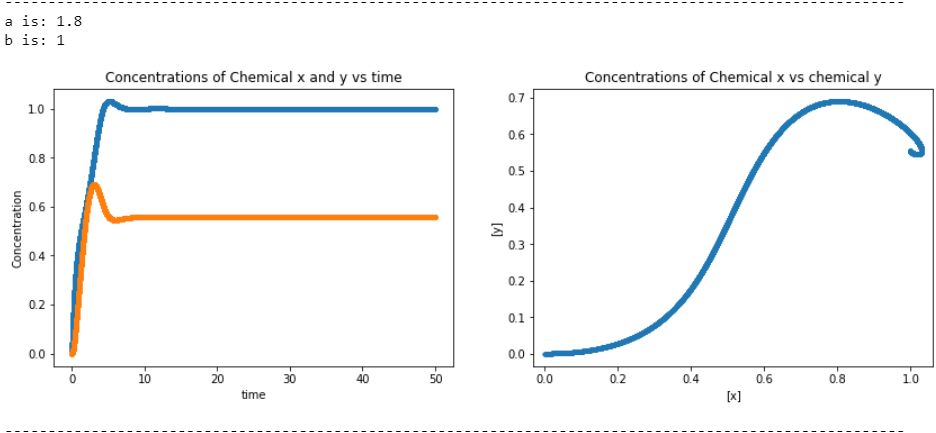 a is: 1.8
b is: 1
Concentrations of Chemical x and y vs time
Concentration
1.0
0.8
0.6
0.4
0.2
0.0
0 10 20 30 40 50
time
Concentrations of Chemical x vs chemical y
[y]
0.7
0.6
0.5
0.4
0.3
0.2
0.1
0.0
0.0 0.2 0.4 0.6 0.8 1.0
[x]